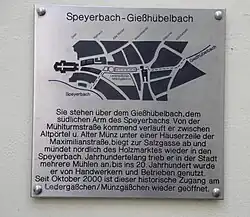 Speyerbach-Gießhübelbach
Speyerbach
Sie stehen über dem Gießhübelbach, dem
südlichen Arm des Speyerbachs. Von der
Mühlturmstraße kommend verläuft er zwischen
Altpörtel u. Alter Münz unter einer Häuserzeile der
Maximilianstraße, biegt zur Salzgasse ab und
mündet nördlich des Holzmarktes wieder in den
Speyerbach. Jahrhundertelang trieb er in der Stadt
mehrere Mühlen an, bis ins 20. Jahrhundert wurde
er von Handwerkern und Betrieben genutzt.
Seit Oktober 2000 ist dieser historische Zugang am
Ledergäßchen/Münzgäßchen wieder geöffnet.